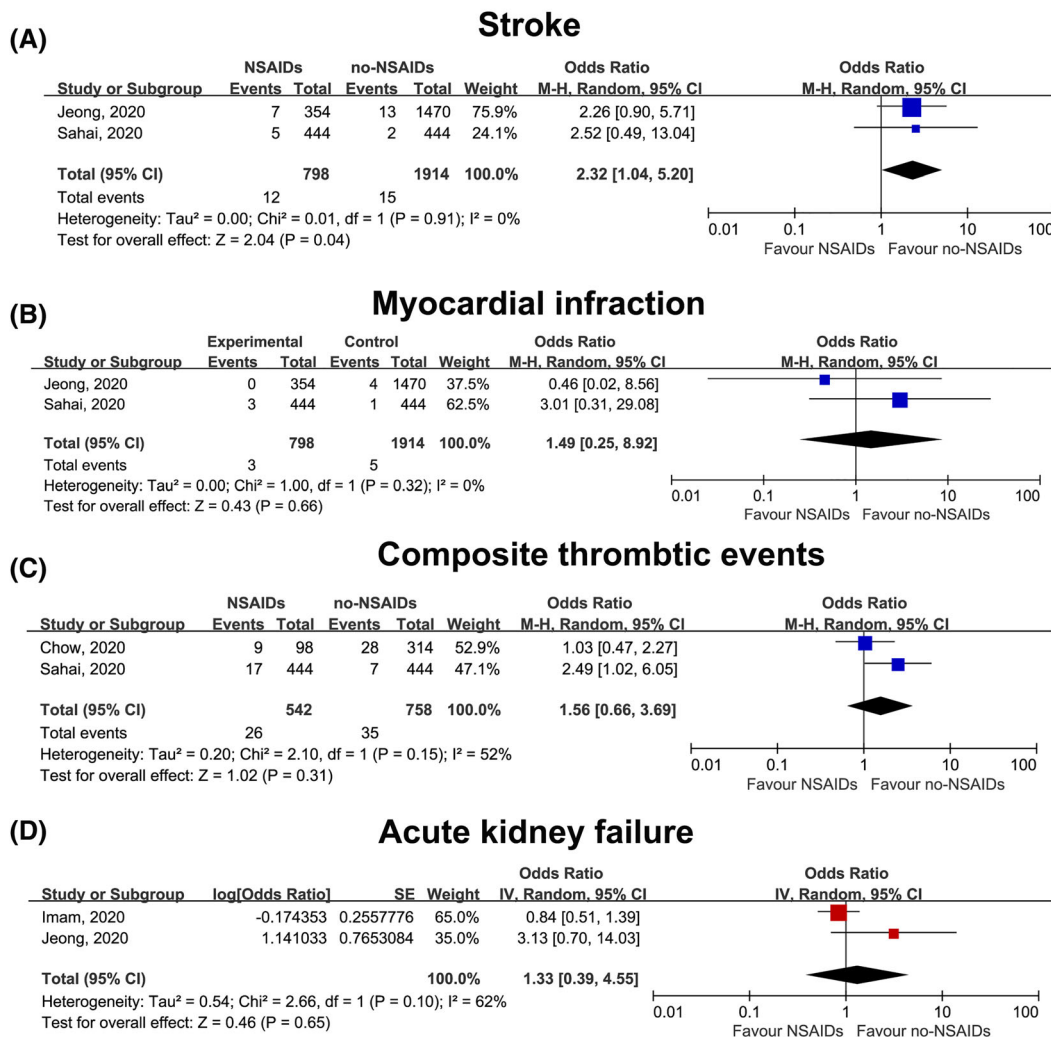 (A)
Stroke
NSAIDs no-NSAIDs Odds Ratio Odds Ratio
Study or Subgroup Events Total Events Total Weight M-H, Random, 95% CI M-H, Random, 95% CI
Jeong, 2020 7 354 13 1470 75.9% 2.26 [0.90, 5.71]
Sahai, 2020 5 444 2 444 24.1% 2.52 [0.49, 13.04]
Total (95% CI) 798 1914 100.0% 2.32 [1.04, 5.20]
Total events 12 15
Heterogeneity: Tau² = 0.00; Chi² = 0.01, df = 1 (P = 0.91); I² = 0%
Test for overall effect: Z = 2.04 (P = 0.04)
0.01 0.1 1 10 100
Favour NSAIDs Favour no-NSAIDs
(B)
Myocardial infraction
Experimental Control Odds Ratio Odds Ratio
Study or Subgroup Events Total Events Total Weight M-H, Random, 95% CI M-H, Random, 95% CI
Jeong, 2020 0 354 4 1470 37.5% 0.46 [0.02, 8.56]
Sahai, 2020 3 444 1 444 62.5% 3.01 [0.31, 29.08]
Total (95% CI) 798 1914 100.0% 1.49 [0.25, 8.92]
Total events 3 5
Heterogeneity: Tau² = 0.00; Chi² = 1.00, df = 1 (P = 0.32); I² = 0%
Test for overall effect: Z = 0.43 (P = 0.66)
0.01 0.1 1 10 100
Favour NSAIDs Favour no-NSAIDs
(C)
Composite thrombtic events
NSAIDs no-NSAIDs Odds Ratio Odds Ratio
Study or Subgroup Events Total Events Total Weight M-H, Random, 95% CI M-H, Random, 95% CI
Chow, 2020 9 98 28 314 52.9% 1.03 [0.47, 2.27]
Sahai, 2020 17 444 7 444 47.1% 2.49 [1.02, 6.05]
Total (95% CI) 542 758 100.0% 1.56 [0.66, 3.69]
Total events 26 35
Heterogeneity: Tau² = 0.20; Chi² = 2.10, df = 1 (P = 0.15); I² = 52%
Test for overall effect: Z = 1.02 (P = 0.31)
0.01 0.1 1 10 100
Favour NSAIDs Favour no-NSAIDs
(D)
Acute kidney failure
Odds Ratio Odds Ratio
Study or Subgroup log[Odds Ratio] SE Weight IV, Random, 95% CI IV, Random, 95% CI
Imam, 2020 -0.174353 0.2557776 65.0% 0.84 [0.51, 1.39]
Jeong, 2020 1.141033 0.7653084 35.0% 3.13 [0.70, 14.03]
Total (95% CI) 100.0% 1.33 [0.39, 4.55]
Heterogeneity: Tau² = 0.54; Chi² = 2.66, df = 1 (P = 0.10); I² = 62%
Test for overall effect: Z = 0.46 (P = 0.65)
0.01 0.1 1 10 100
Favour NSAIDs Favour no-NSAIDs